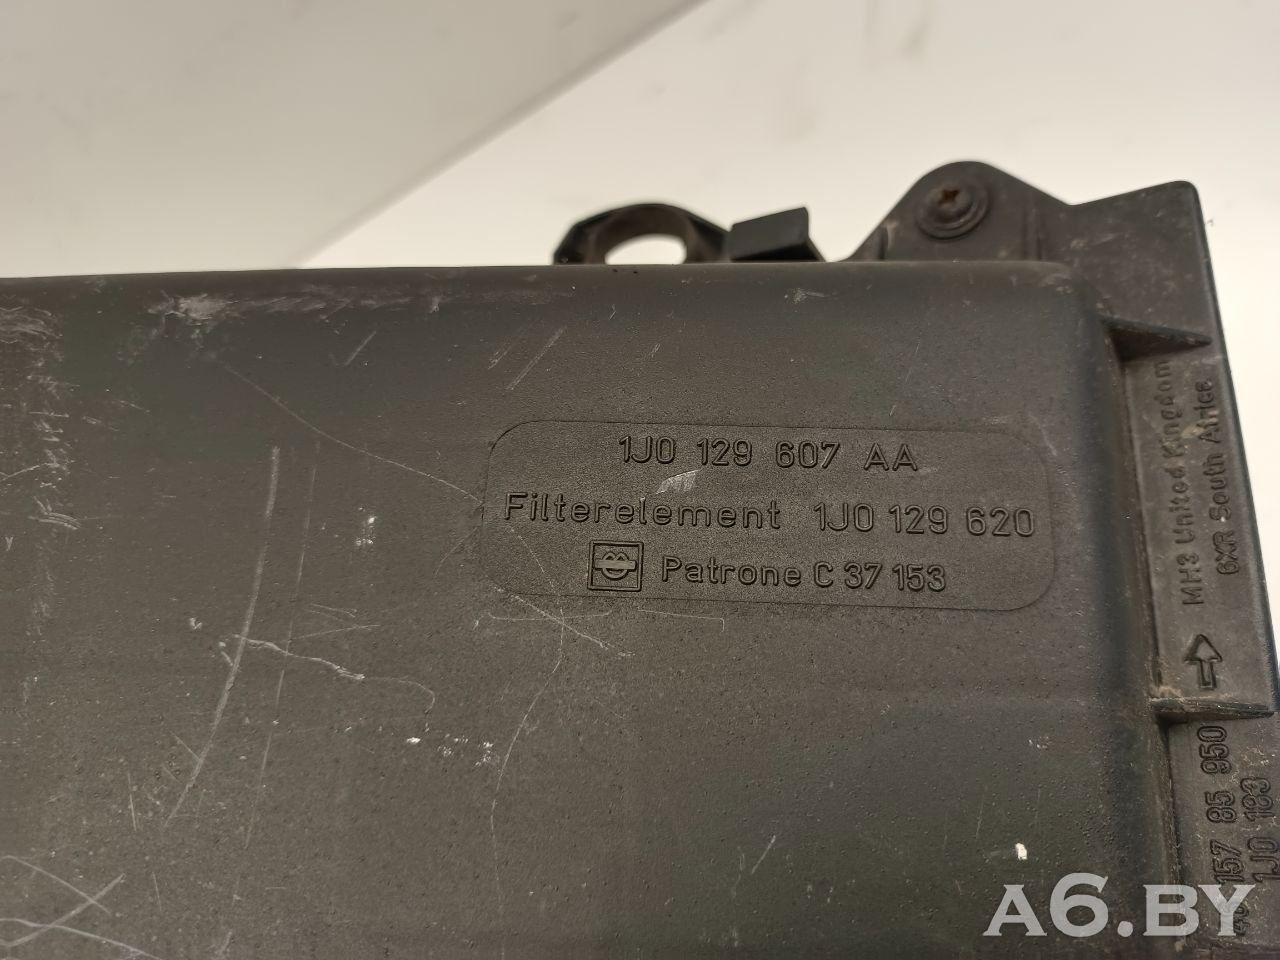 1J0 129 607 AA
Filterelement 1J0 129 620
Patrone C 37 153
MH3 United Kingdom
6XR South Africa
157 85 950
1J0 183
A6.BY